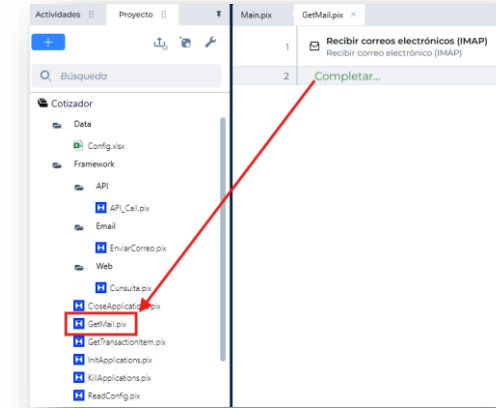 Actividades
Proyecto
Main.pix
GetMail.pix
1
Recibir correos electrónicos (IMAP)
Recibir correo electrónico (IMAP)
Búsqueda
2
Completar...
Cotizador
Data
Config.xlsx
Framework
API
API_Call.pix
Email
EnviarCorreo.pix
Web
Cunsulta.pix
CloseApplications.pix
GetMail.pix
GetTransactionItem.pix
InitApplications.pix
KillApplications.pix
ReadConfig.pix